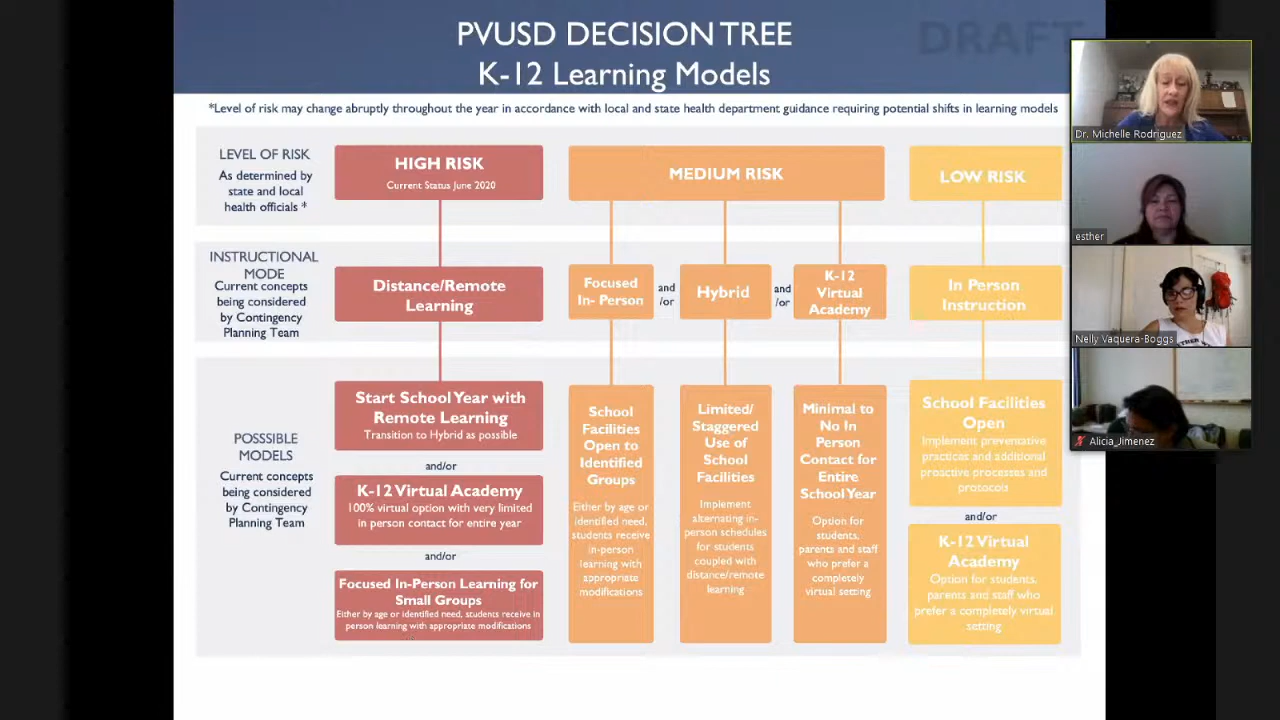 PVUSD DECISION TREE
DRAFT
K-12 Learning Models
*Level of risk may change abruptly throughout the year in accordance with local and state health department guidance requiring potential shifts in learning models
LEVEL OF RISK
As determined by
state and local
health officials *
HIGH RISK
Current Status June 2020
MEDIUM RISK
LOW RISK
INSTRUCTIONAL
MODE
Current concepts
being considered
by Contingency
Planning Team
Distance/Remote
Learning
Focused
In- Person
and
/or
Hybrid
and
/or
K-12
Virtual
Academy
In Person
Instruction
POSSSIBLE
MODELS
Current concepts
being considered
by Contingency
Planning Team
Start School Year with
Remote Learning
Transition to Hybrid as possible
and/or
K-12 Virtual Academy
100% virtual option with very limited
in person contact for entire year
and/or
Focused In-Person Learning for
Small Groups
Either by age or identified need, students receive in
person learning with appropriate modifications
School
Facilities
Open to
Identified
Groups
Either by age or
identified need,
students receive
in-person
learning with
appropriate
modifications
Limited/
Staggered
Use of
School
Facilities
Implement
alternating in-
person schedules
for students
coupled with
distance/remote
learning
Minimal to
No In
Person
Contact for
Entire
School Year
Option for
students,
parents and staff
who prefer a
completely
virtual setting
School Facilities
Open
Implement preventative
practices and additional
proactive processes and
protocols
and/or
K-12 Virtual
Academy
Option for students,
parents and staff who
prefer a completely virtual
setting
Dr. Michelle Rodriguez
esther
Nelly Vaquera-Boggs
Alicia_Jimenez